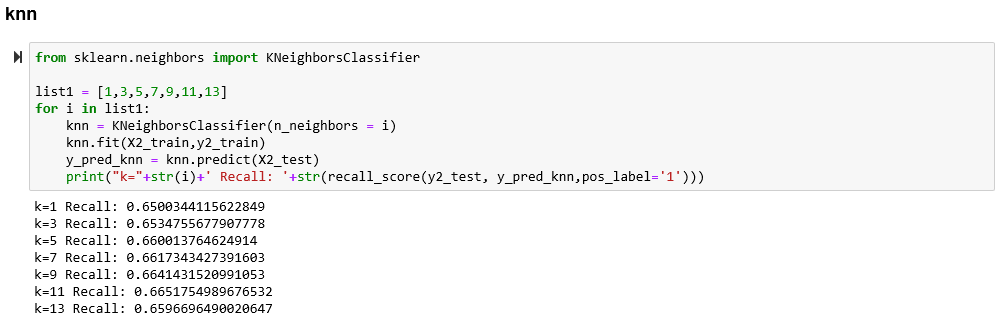 knn
from sklearn.neighbors import KNeighborsClassifier
list1 = [1,3,5,7,9,11,13]
for i in list1:
    knn = KNeighborsClassifier(n_neighbors = i)
    knn.fit(X2_train,y2_train)
    y_pred_knn = knn.predict(X2_test)
    print("k="+str(i)+' Recall: '+str(recall_score(y2_test, y_pred_knn,pos_label='1')))
k=1 Recall: 0.6500344115622849
k=3 Recall: 0.6534755677907778
k=5 Recall: 0.660013764624914
k=7 Recall: 0.6617343427391603
k=9 Recall: 0.6641431520991053
k=11 Recall: 0.6651754989676532
k=13 Recall: 0.6596696490020647